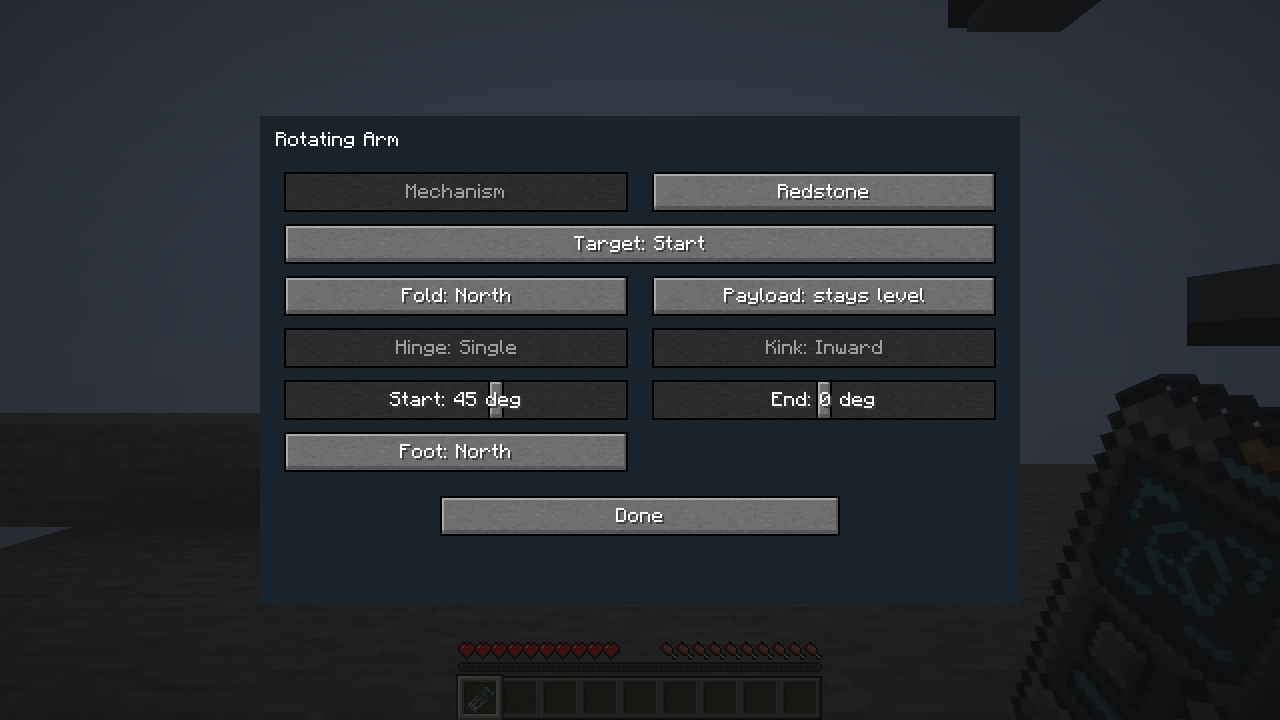 Rotating Arm
Mechanism
Redstone
Target: Start
Fold: North
Payload: stays level
Hinge: Single
Kink: Inward
Start: 45 deg
End: 0 deg
Foot: North
Done